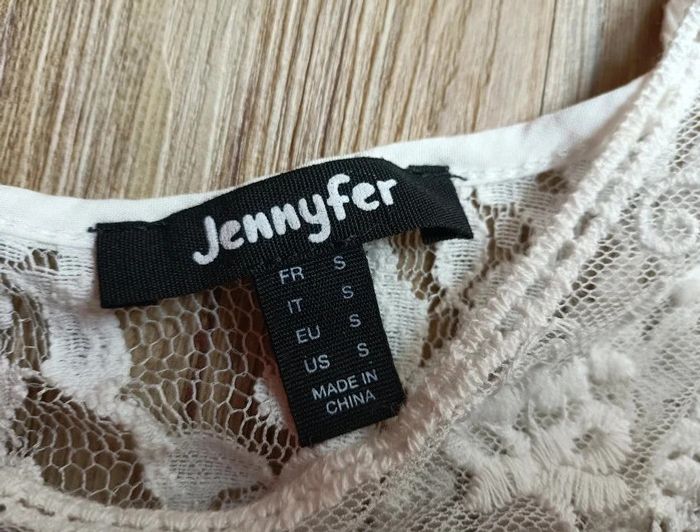 Jennyfer
FR S
IT S
EU S
US S
MADE IN
CHINA